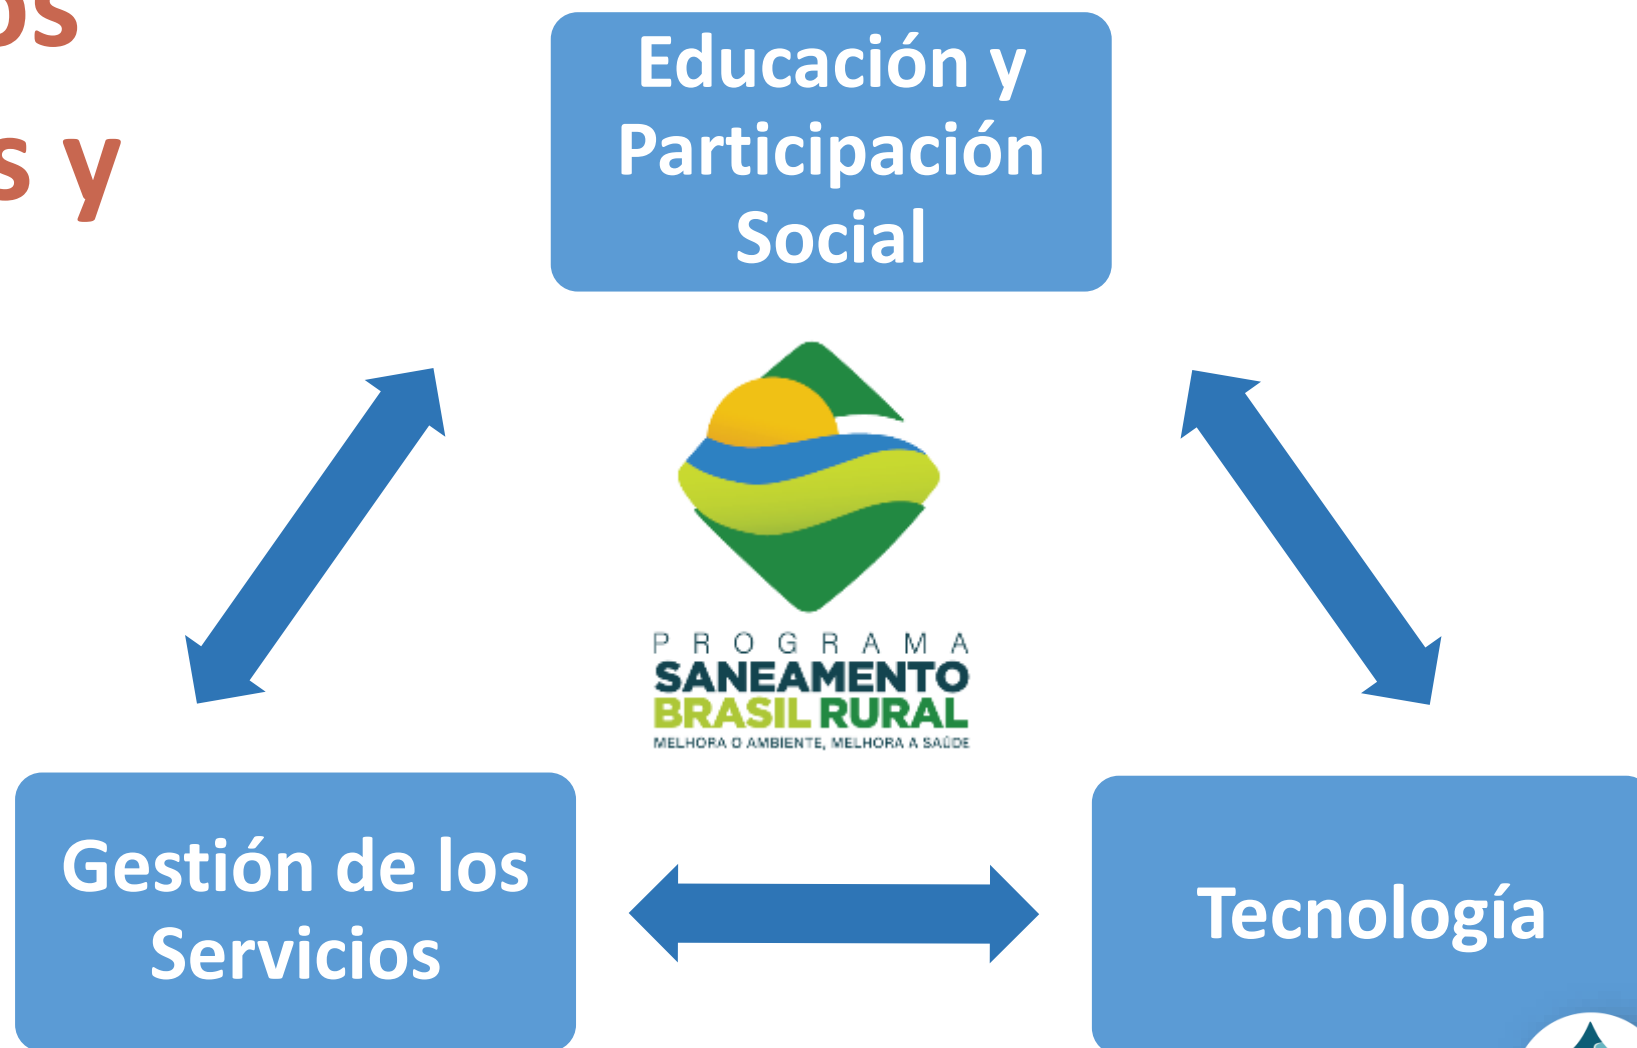 os
s y
Educación y
Participación
Social
PROGRAMA
SANEAMENTO
BRASIL RURAL
MELHORA O AMBIENTE, MELHORA A SAÚDE
Gestión de los
Servicios
Tecnología